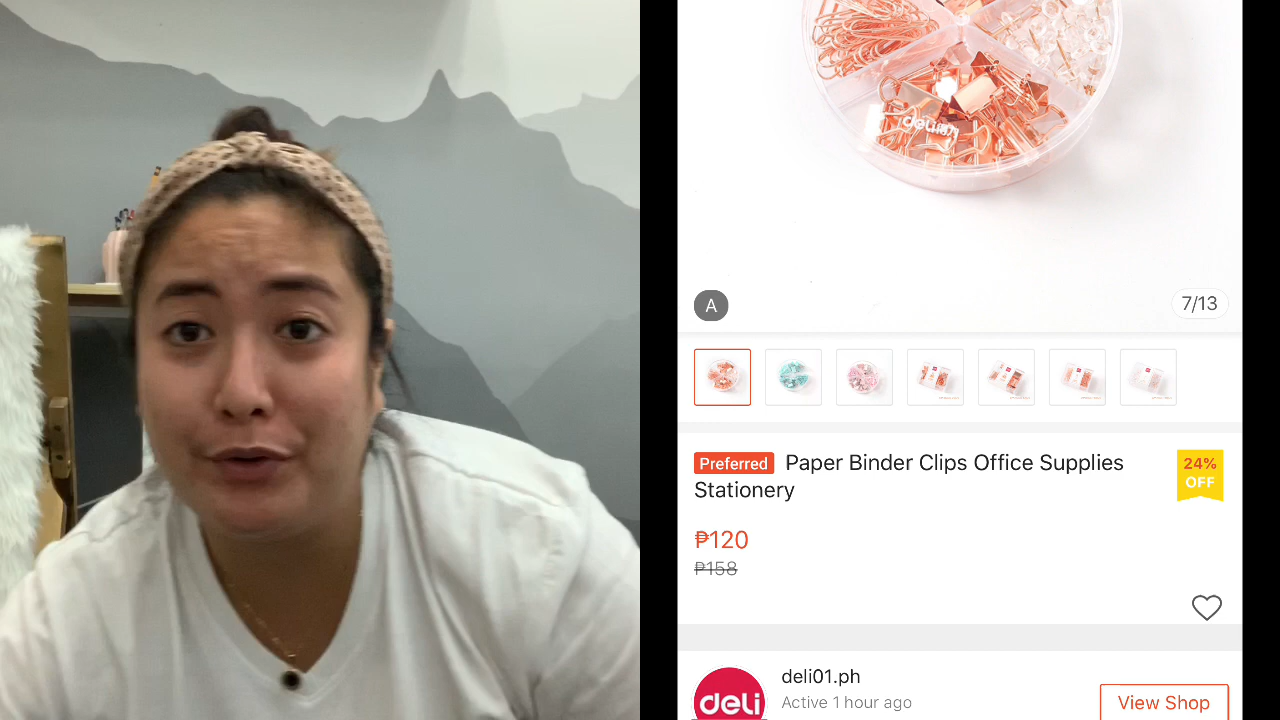 deli
A
7/13
Preferred Paper Binder Clips Office Supplies
Stationery
24%
OFF
₱120
₱158
deli01.ph
Active 1 hour ago
deli
View Shop